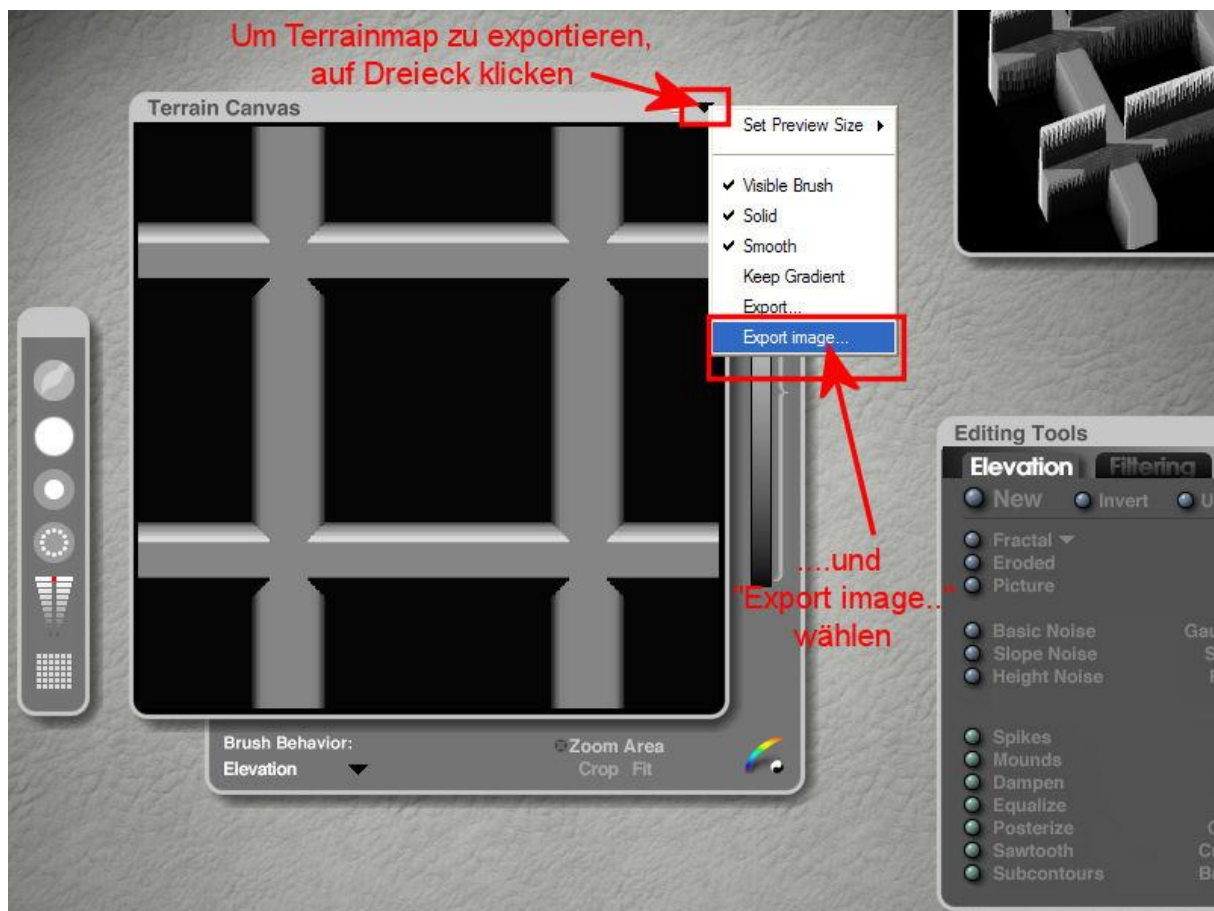 Um Terrainmap zu exportieren,
auf Dreieck klicken
Terrain Canvas
Set Preview Size
Visible Brush
Solid
Smooth
Keep Gradient
Export...
Export image...
....und
"Export image.."
wählen
Brush Behavior:
Elevation
Zoom Area
Crop Fit
Editing Tools
Elevation Filtering
New Invert
Fractal
Eroded
Picture
Basic Noise
Slope Noise
Height Noise
Spikes
Mounds
Dampen
Equalize
Posterize
Sawtooth
Subcontours